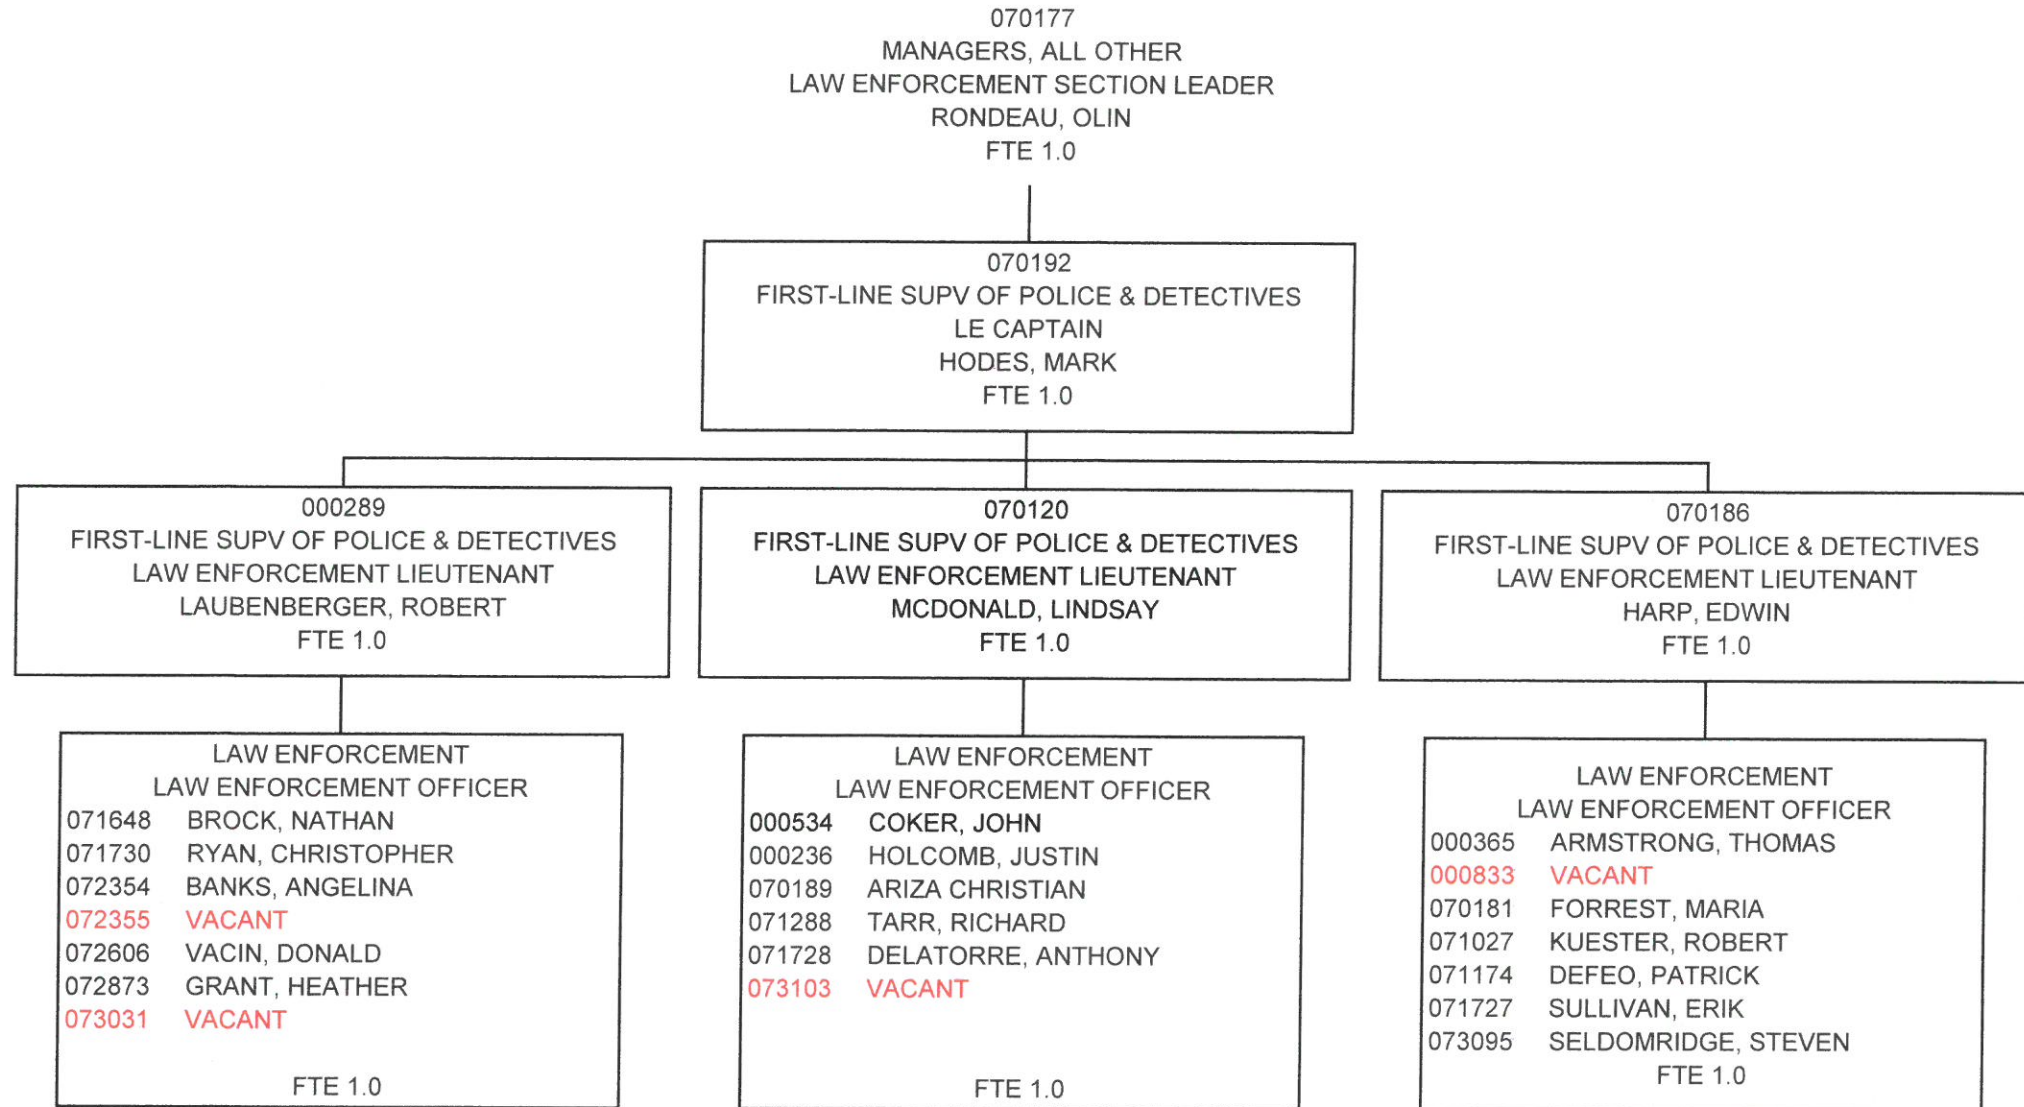 070177
MANAGERS, ALL OTHER
LAW ENFORCEMENT SECTION LEADER
RONDEAU, OLIN
FTE 1.0
070192
FIRST-LINE SUPV OF POLICE & DETECTIVES
LE CAPTAIN
HODES, MARK
FTE 1.0
000289
FIRST-LINE SUPV OF POLICE & DETECTIVES
LAW ENFORCEMENT LIEUTENANT
LAUBENBERGER, ROBERT
FTE 1.0
070120
FIRST-LINE SUPV OF POLICE & DETECTIVES
LAW ENFORCEMENT LIEUTENANT
MCDONALD, LINDSAY
FTE 1.0
070186
FIRST-LINE SUPV OF POLICE & DETECTIVES
LAW ENFORCEMENT LIEUTENANT
HARP, EDWIN
FTE 1.0
LAW ENFORCEMENT
LAW ENFORCEMENT OFFICER
071648 BROCK, NATHAN
071730 RYAN, CHRISTOPHER
072354 BANKS, ANGELINA
072355 VACANT
072606 VACIN, DONALD
072873 GRANT, HEATHER
073031 VACANT
FTE 1.0
LAW ENFORCEMENT
LAW ENFORCEMENT OFFICER
000534 COKER, JOHN
000236 HOLCOMB, JUSTIN
070189 ARIZA CHRISTIAN
071288 TARR, RICHARD
071728 DELATORRE, ANTHONY
073103 VACANT
FTE 1.0
LAW ENFORCEMENT
LAW ENFORCEMENT OFFICER
000365 ARMSTRONG, THOMAS
000833 VACANT
070181 FORREST, MARIA
071027 KUESTER, ROBERT
071174 DEFEO, PATRICK
071727 SULLIVAN, ERIK
073095 SELDOMRIDGE, STEVEN
FTE 1.0